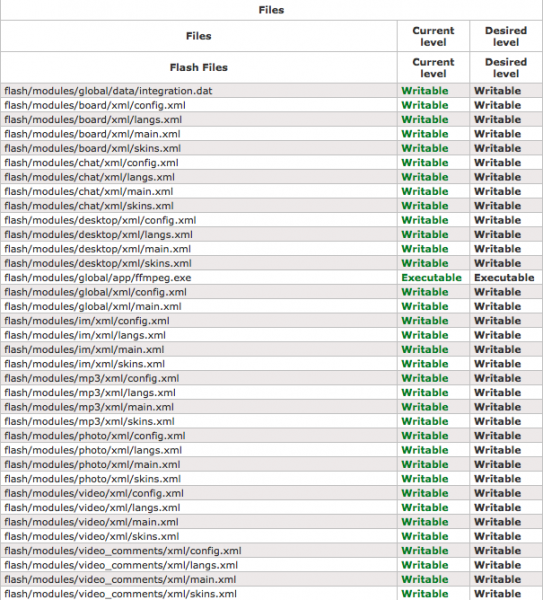 Files
Files Current level Desired level
Flash Files Current level Desired level
flash/modules/global/data/integration.dat Writable Writable
flash/modules/board/xml/config.xml Writable Writable
flash/modules/board/xml/langs.xml Writable Writable
flash/modules/board/xml/main.xml Writable Writable
flash/modules/board/xml/skins.xml Writable Writable
flash/modules/chat/xml/config.xml Writable Writable
flash/modules/chat/xml/langs.xml Writable Writable
flash/modules/chat/xml/main.xml Writable Writable
flash/modules/chat/xml/skins.xml Writable Writable
flash/modules/desktop/xml/config.xml Writable Writable
flash/modules/desktop/xml/langs.xml Writable Writable
flash/modules/desktop/xml/main.xml Writable Writable
flash/modules/desktop/xml/skins.xml Writable Writable
flash/modules/global/app/ffmpeg.exe Executable Executable
flash/modules/global/xml/config.xml Writable Writable
flash/modules/global/xml/main.xml Writable Writable
flash/modules/im/xml/config.xml Writable Writable
flash/modules/im/xml/langs.xml Writable Writable
flash/modules/im/xml/main.xml Writable Writable
flash/modules/im/xml/skins.xml Writable Writable
flash/modules/mp3/xml/config.xml Writable Writable
flash/modules/mp3/xml/langs.xml Writable Writable
flash/modules/mp3/xml/main.xml Writable Writable
flash/modules/mp3/xml/skins.xml Writable Writable
flash/modules/photo/xml/config.xml Writable Writable
flash/modules/photo/xml/langs.xml Writable Writable
flash/modules/photo/xml/main.xml Writable Writable
flash/modules/photo/xml/skins.xml Writable Writable
flash/modules/video/xml/config.xml Writable Writable
flash/modules/video/xml/langs.xml Writable Writable
flash/modules/video/xml/main.xml Writable Writable
flash/modules/video/xml/skins.xml Writable Writable
flash/modules/video_comments/xml/config.xml Writable Writable
flash/modules/video_comments/xml/langs.xml Writable Writable
flash/modules/video_comments/xml/main.xml Writable Writable
flash/modules/video_comments/xml/skins.xml Writable Writable